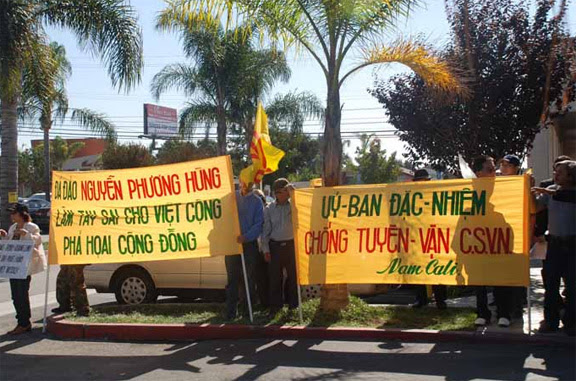 ĐẢ ĐẢO NGUYỄN PHƯƠNG HÙNG
LÀM TAY SAI CHO VIỆT CỘNG
PHÁ HOẠI CỘNG ĐỒNG
UỶ-BAN ĐẶC-NHIỆM
CHỐNG TUYÊN-VẬN C.S.V.N
Nam Cali